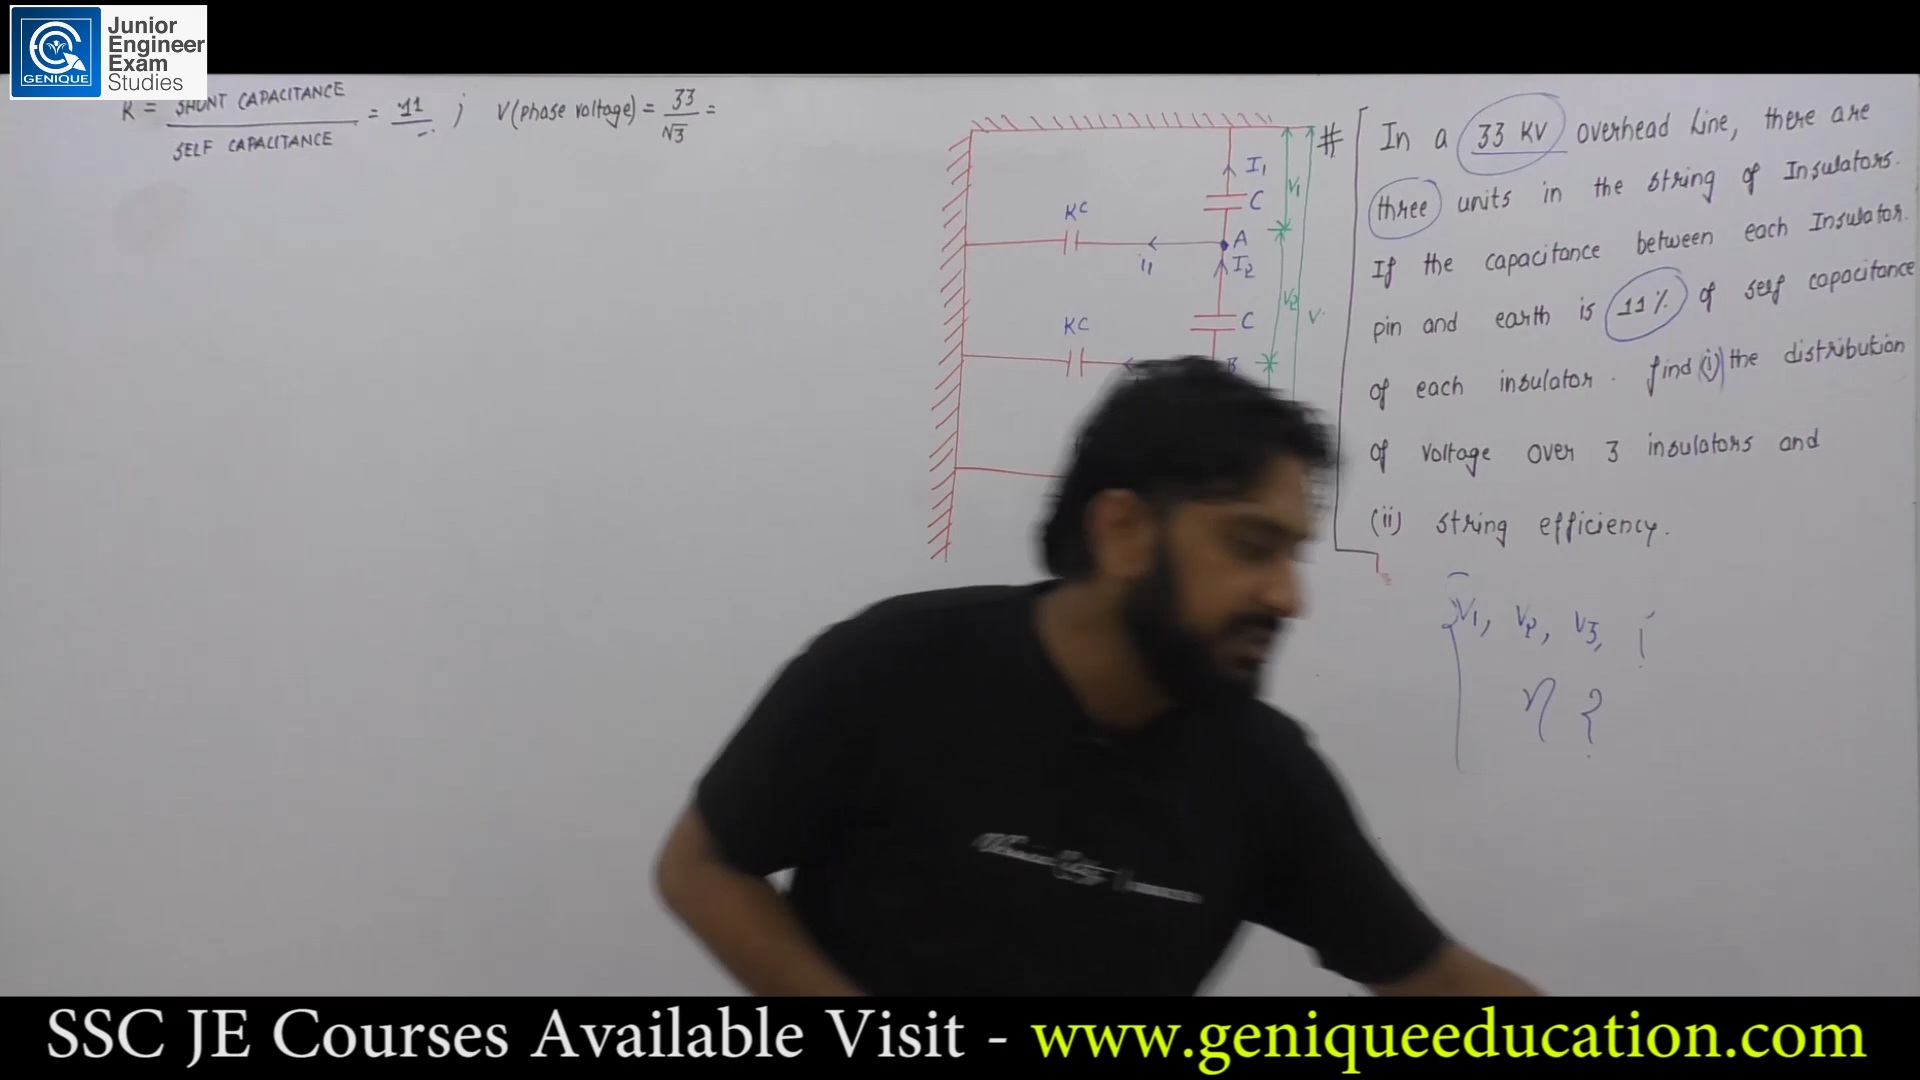 Junior
Engineer
Exam
Studies
GENIQUE
K = SHUNT CAPACITANCE / SELF CAPACITANCE = .11 ; V(phase voltage) = 33/√3 =
I1
C
V1
KC
A
i1
I2
V2
V
KC
C
B
# In a 33 KV overhead line, there are
three units in the string of Insulators.
If the capacitance between each Insulator
pin and earth is 11% of self capacitance
of each insulator. find (i) the distribution
of voltage over 3 insulators and
(ii) string efficiency.
V1, V2, V3,
η ?
SSC JE Courses Available Visit - www.geniqueeducation.com